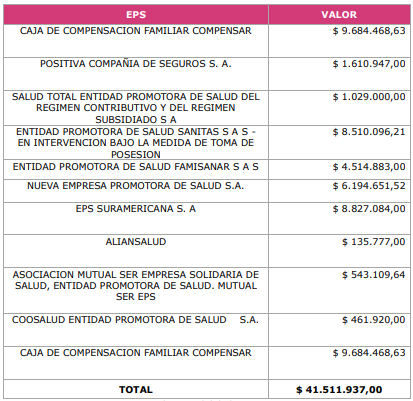 EPS VALOR
CAJA DE COMPENSACION FAMILIAR COMPENSAR $ 9.684.468,63
POSITIVA COMPAÑIA DE SEGUROS S. A. $ 1.610.947,00
SALUD TOTAL ENTIDAD PROMOTORA DE SALUD DEL $ 1.029.000,00
REGIMEN CONTRIBUTIVO Y DEL REGIMEN
SUBSIDIADO S A
ENTIDAD PROMOTORA DE SALUD SANITAS S A S - $ 8.510.096,21
EN INTERVENCION BAJO LA MEDIDA DE TOMA DE
POSESION
ENTIDAD PROMOTORA DE SALUD FAMISANAR S A S $ 4.514.883,00
NUEVA EMPRESA PROMOTORA DE SALUD S.A. $ 6.194.651,52
EPS SURAMERICANA S. A $ 8.827.084,00
ALIANSALUD $ 135.777,00
ASOCIACION MUTUAL SER EMPRESA SOLIDARIA DE $ 543.109,64
SALUD, ENTIDAD PROMOTORA DE SALUD. MUTUAL
SER EPS
COOSALUD ENTIDAD PROMOTORA DE SALUD S.A. $ 461.920,00
CAJA DE COMPENSACION FAMILIAR COMPENSAR $ 9.684.468,63
TOTAL $ 41.511.937,00